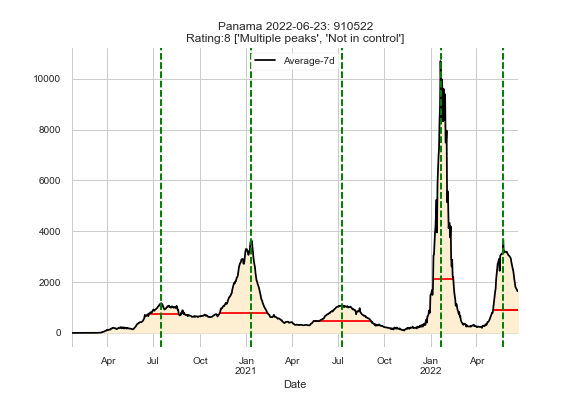 Panama 2022-06-23: 910522
Rating:8 ['Multiple peaks', 'Not in control']
Average-7d
10000
8000
6000
4000
2000
0
Apr Jul Oct Jan Apr Jul Oct Jan Apr
2021 2022
Date